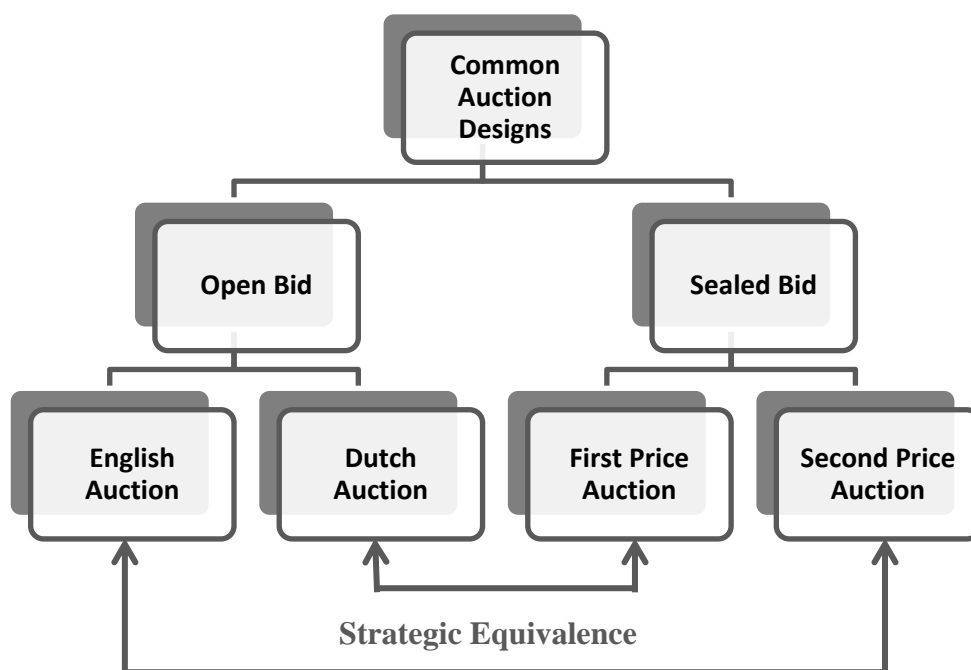 Common
Auction
Designs
Open Bid
Sealed Bid
English
Auction
Dutch
Auction
First Price
Auction
Second Price
Auction
Strategic Equivalence